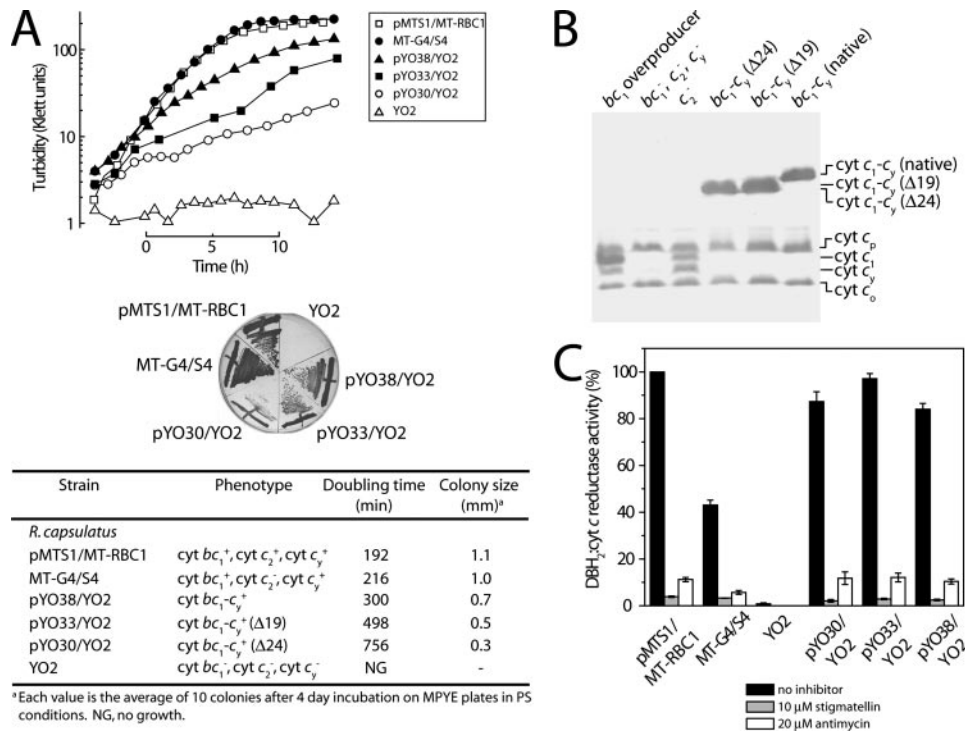 A
100
10
1
Turbidity (Klett units)
0 5 10
Time (h)
pMTS1/MT-RBC1
MT-G4/S4
pYO38/YO2
pYO33/YO2
pYO30/YO2
YO2
pMTS1/MT-RBC1
YO2
MT-G4/S4
pYO38/YO2
pYO30/YO2
pYO33/YO2
Strain Phenotype Doubling time (min) Colony size (mm)ᵃ
R. capsulatus
pMTS1/MT-RBC1 cyt bc₁⁺, cyt c₂⁺, cyt cy⁺ 192 1.1
MT-G4/S4 cyt bc₁⁺, cyt c₂⁻, cyt cy⁺ 216 1.0
pYO38/YO2 cyt bc₁-cy⁺ 300 0.7
pYO33/YO2 cyt bc₁-cy⁺ (Δ19) 498 0.5
pYO30/YO2 cyt bc₁-cy⁺ (Δ24) 756 0.3
YO2 cyt bc₁⁻, cyt c₂⁻, cyt cy⁻ NG -
ᵃ Each value is the average of 10 colonies after 4 day incubation on MPYE plates in PS
conditions. NG, no growth.
B
bc₁ overproducer
bc₁⁻, c₂⁻, cy⁻
c₂⁻
bc₁-cy (Δ24)
bc₁-cy (Δ19)
bc₁-cy (native)
cyt c₁-cy (native)
cyt c₁-cy (Δ19)
cyt c₁-cy (Δ24)
cyt cp
cyt c₁
cyt cy
cyt co
C
DBH₂:cyt c reductase activity (%)
100
80
60
40
20
0
pMTS1/
MT-RBC1
MT-G4/S4
YO2
pYO30/
YO2
pYO33/
YO2
pYO38/
YO2
no inhibitor
10 µM stigmatellin
20 µM antimycin